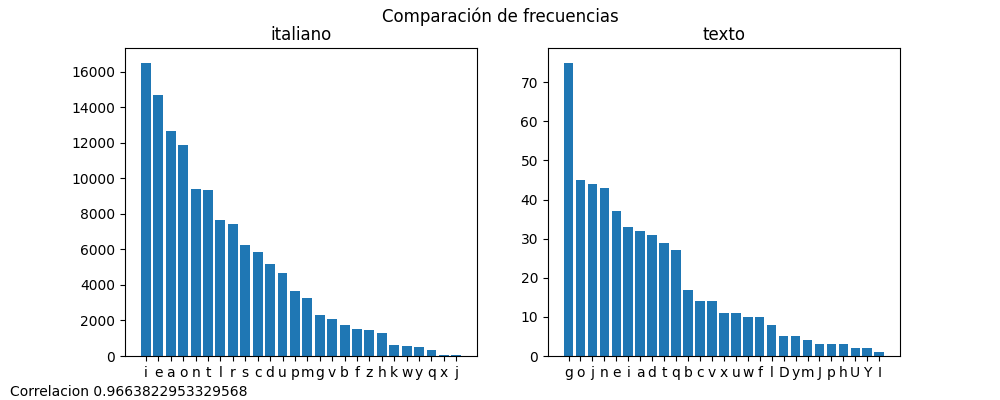 Comparación de frecuencias
italiano
texto
16000
14000
12000
10000
8000
6000
4000
2000
0
i e a o n t l r s c d u p m g v b f z h k w y q x j
70
60
50
40
30
20
10
0
g o j n e i a d t q b c v x u w f l D y m J p h U Y I
Correlacion 0.9663822953329568